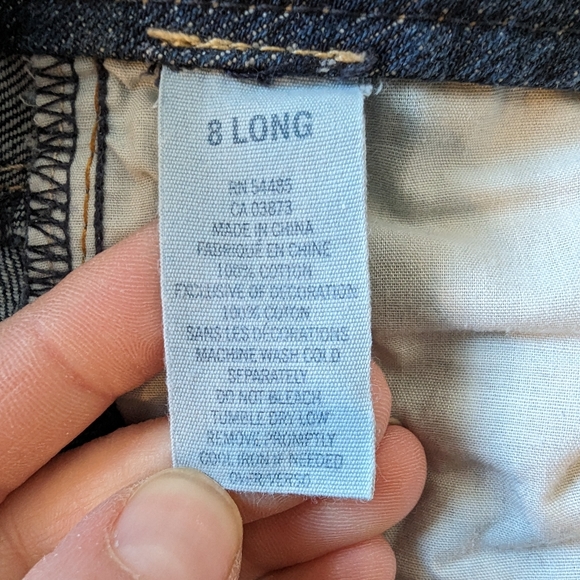 8 LONG
RN 54485
CA 03873
MADE IN CHINA
FABRIQUÉ EN CHINE
100% COTTON
EXCLUSIVE OF DECORATION
100% COTON
SANS LES DÉCORATIONS
MACHINE WASH COLD
SEPARATELY
DO NOT BLEACH
TUMBLE DRY LOW
REMOVE PROMPTLY
COOL IRON IF NEEDED
OVER/VERSO